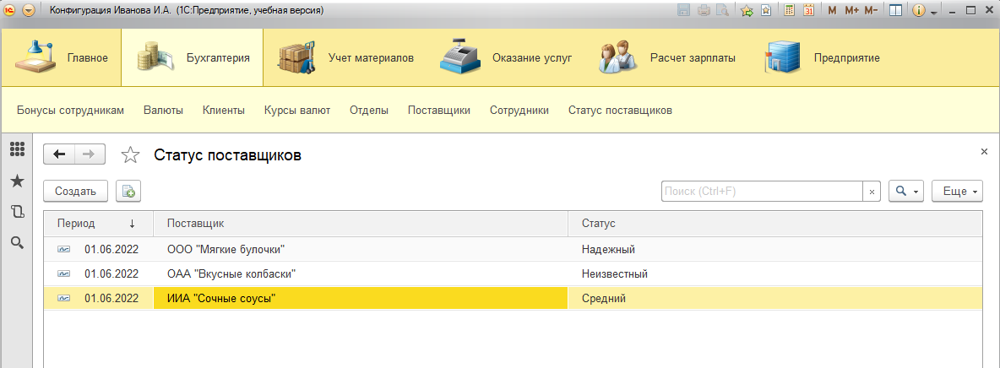 Конфигурация Иванова И.А. (1С:Предприятие, учебная версия)
M M+ M-
Главное Бухгалтерия Учет материалов Оказание услуг Расчет зарплаты Предприятие
Бонусы сотрудникам Валюты Клиенты Курсы валют Отделы Поставщики Сотрудники Статус поставщиков
Статус поставщиков
Создать Поиск (Ctrl+F) Еще
Период Поставщик Статус
01.06.2022 ООО "Мягкие булочки" Надежный
01.06.2022 ОАА "Вкусные колбаски" Неизвестный
01.06.2022 ИИА "Сочные соусы" Средний